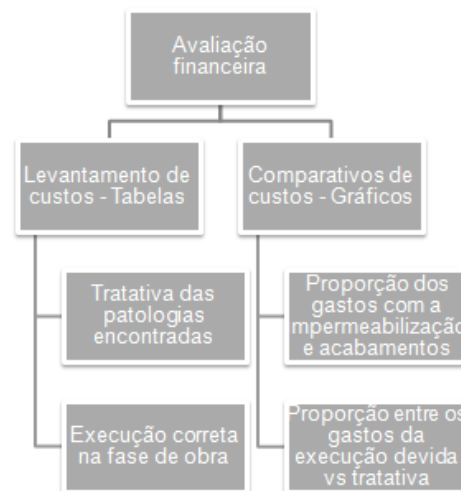 Avaliação
financeira
Levantamento de
custos - Tabelas
Comparativos de
custos - Gráficos
Tratativa das
patologias
encontradas
Proporção dos
gastos com a
mpermeabilização
e acabamentos
Execução correta
na fase de obra
Proporção entre os
gastos da
execução devida
vs tratativa